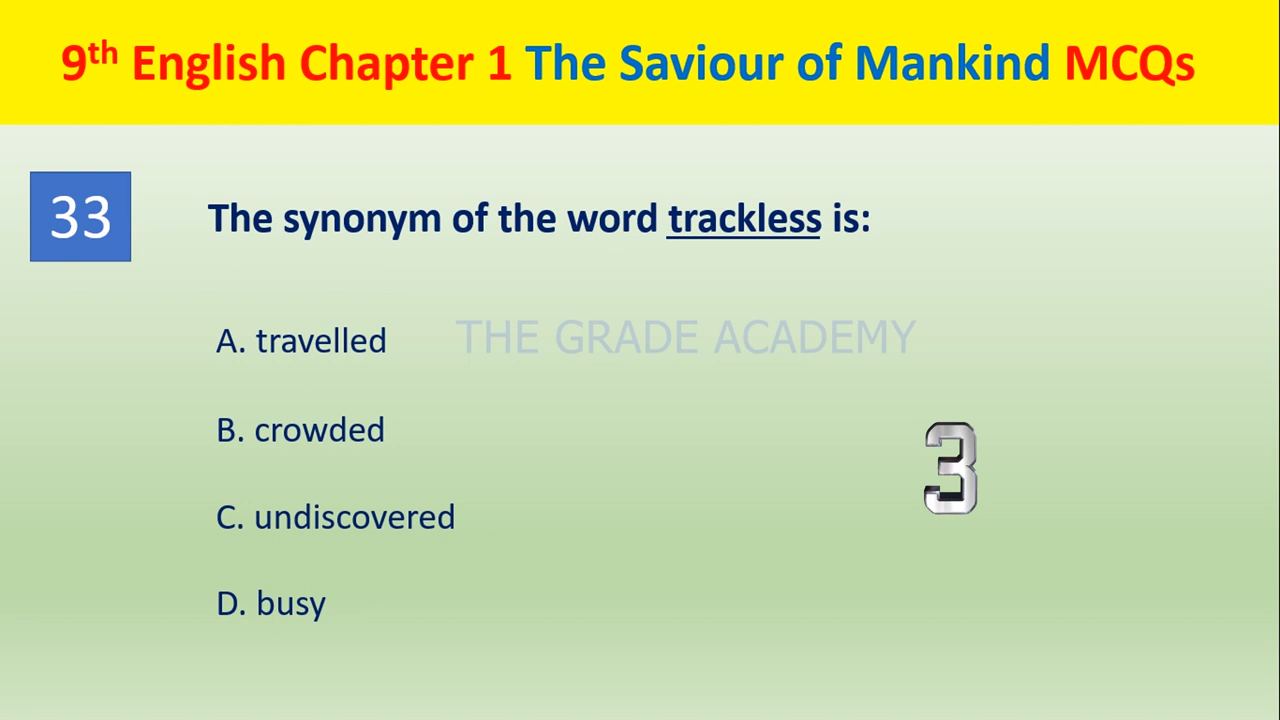 9th English Chapter 1 The Saviour of Mankind MCQs
33
The synonym of the word trackless is:
A. travelled
THE GRADE ACADEMY
B. crowded
3
C. undiscovered
D. busy